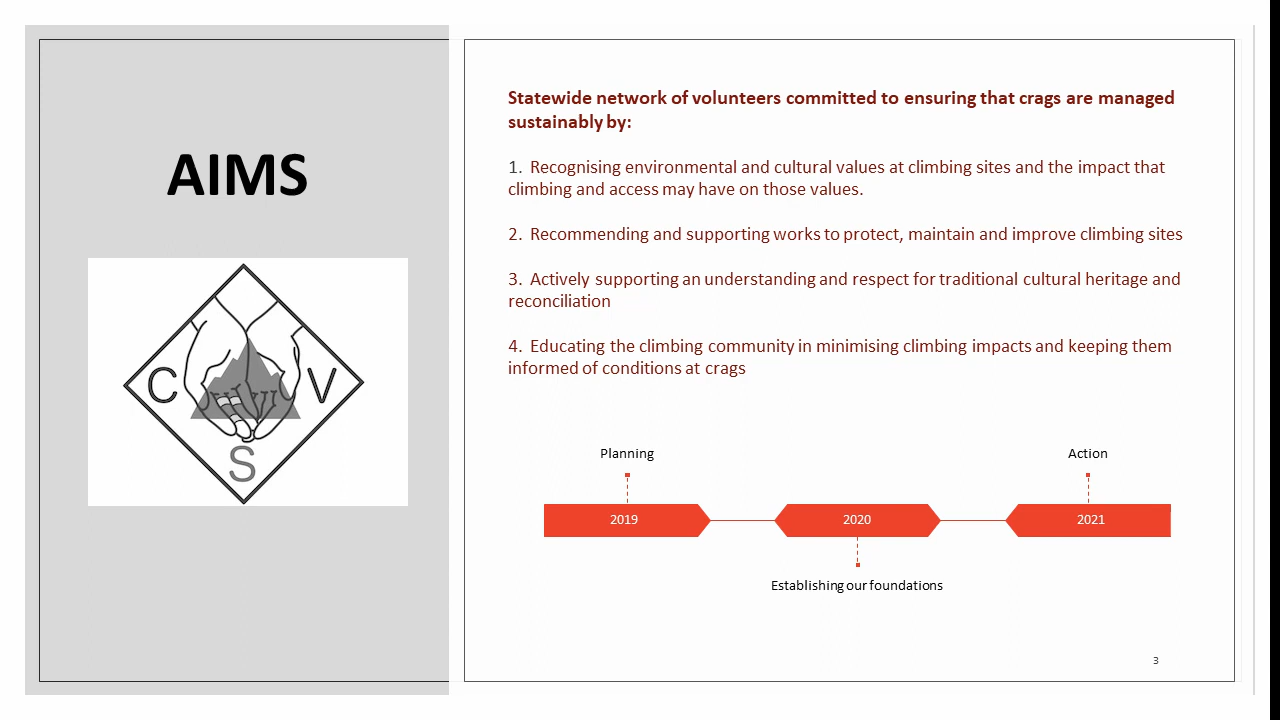 AIMS
C
V
S
Statewide network of volunteers committed to ensuring that crags are managed
sustainably by:
1. Recognising environmental and cultural values at climbing sites and the impact that
climbing and access may have on those values.
2. Recommending and supporting works to protect, maintain and improve climbing sites
3. Actively supporting an understanding and respect for traditional cultural heritage and
reconciliation
4. Educating the climbing community in minimising climbing impacts and keeping them
informed of conditions at crags
Planning
Action
2019
2020
2021
Establishing our foundations
3